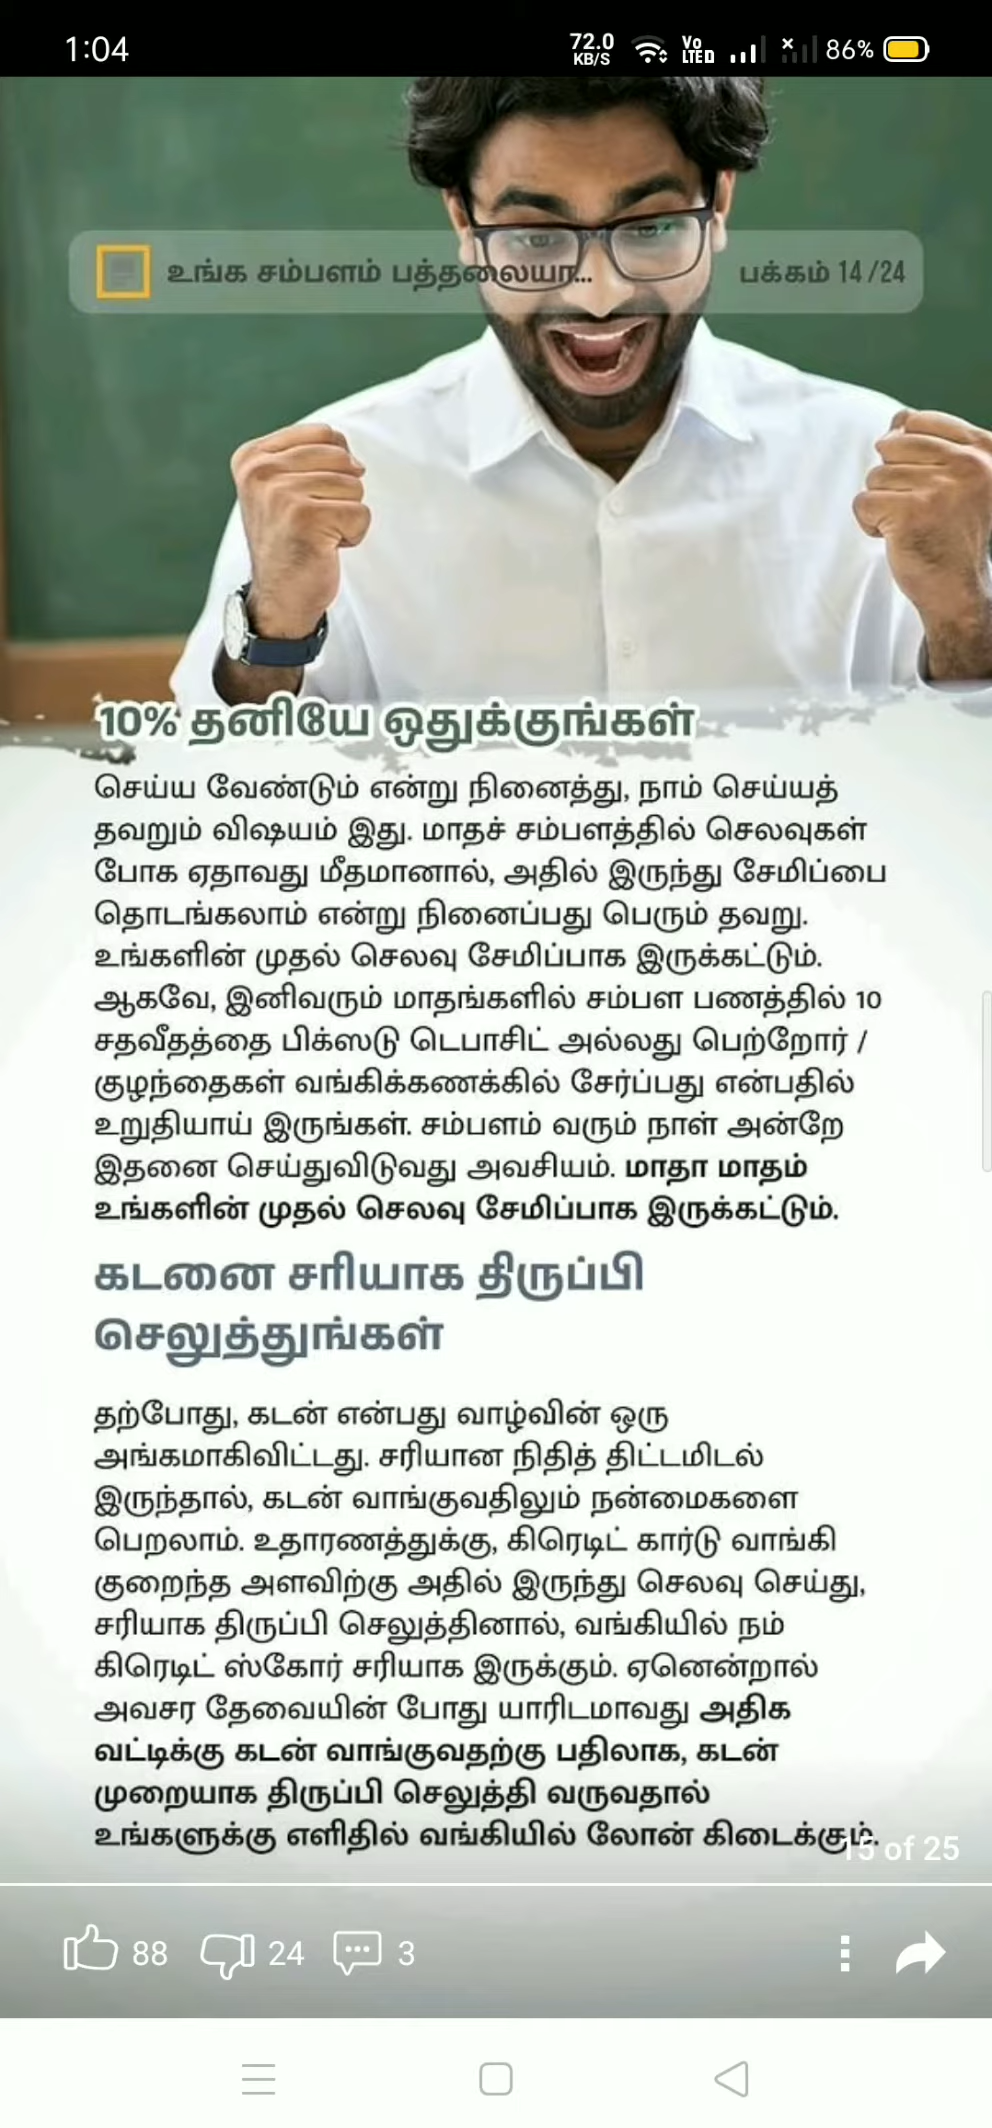 1:04
72.0
KB/S
Vo
LTED
86%
உங்க சம்பளம் பத்தலையா...
பக்கம் 14/24
10% தனியே ஒதுக்குங்கள்
செய்ய வேண்டும் என்று நினைத்து, நாம் செய்யத்
தவறும் விஷயம் இது. மாதச் சம்பளத்தில் செலவுகள்
போக ஏதாவது மீதமானால், அதில் இருந்து சேமிப்பை
தொடங்கலாம் என்று நினைப்பது பெரும் தவறு.
உங்களின் முதல் செலவு சேமிப்பாக இருக்கட்டும்.
ஆகவே, இனிவரும் மாதங்களில் சம்பள பணத்தில் 10
சதவீதத்தை பிக்ஸடு டெபாசிட் அல்லது பெற்றோர் /
குழந்தைகள் வங்கிக்கணக்கில் சேர்ப்பது என்பதில்
உறுதியாய் இருங்கள். சம்பளம் வரும் நாள் அன்றே
இதனை செய்துவிடுவது அவசியம். மாதா மாதம்
உங்களின் முதல் செலவு சேமிப்பாக இருக்கட்டும்.
கடனை சரியாக திருப்பி
செலுத்துங்கள்
தற்போது, கடன் என்பது வாழ்வின் ஒரு
அங்கமாகிவிட்டது. சரியான நிதித் திட்டமிடல்
இருந்தால், கடன் வாங்குவதிலும் நன்மைகளை
பெறலாம். உதாரணத்துக்கு, கிரெடிட் கார்டு வாங்கி
குறைந்த அளவிற்கு அதில் இருந்து செலவு செய்து,
சரியாக திருப்பி செலுத்தினால், வங்கியில் நம்
கிரெடிட் ஸ்கோர் சரியாக இருக்கும். ஏனென்றால்
அவசர தேவையின் போது யாரிடமாவது அதிக
வட்டிக்கு கடன் வாங்குவதற்கு பதிலாக, கடன்
முறையாக திருப்பி செலுத்தி வருவதால்
உங்களுக்கு எளிதில் வங்கியில் லோன் கிடைக்கும்.
15 of 25
88
24
3